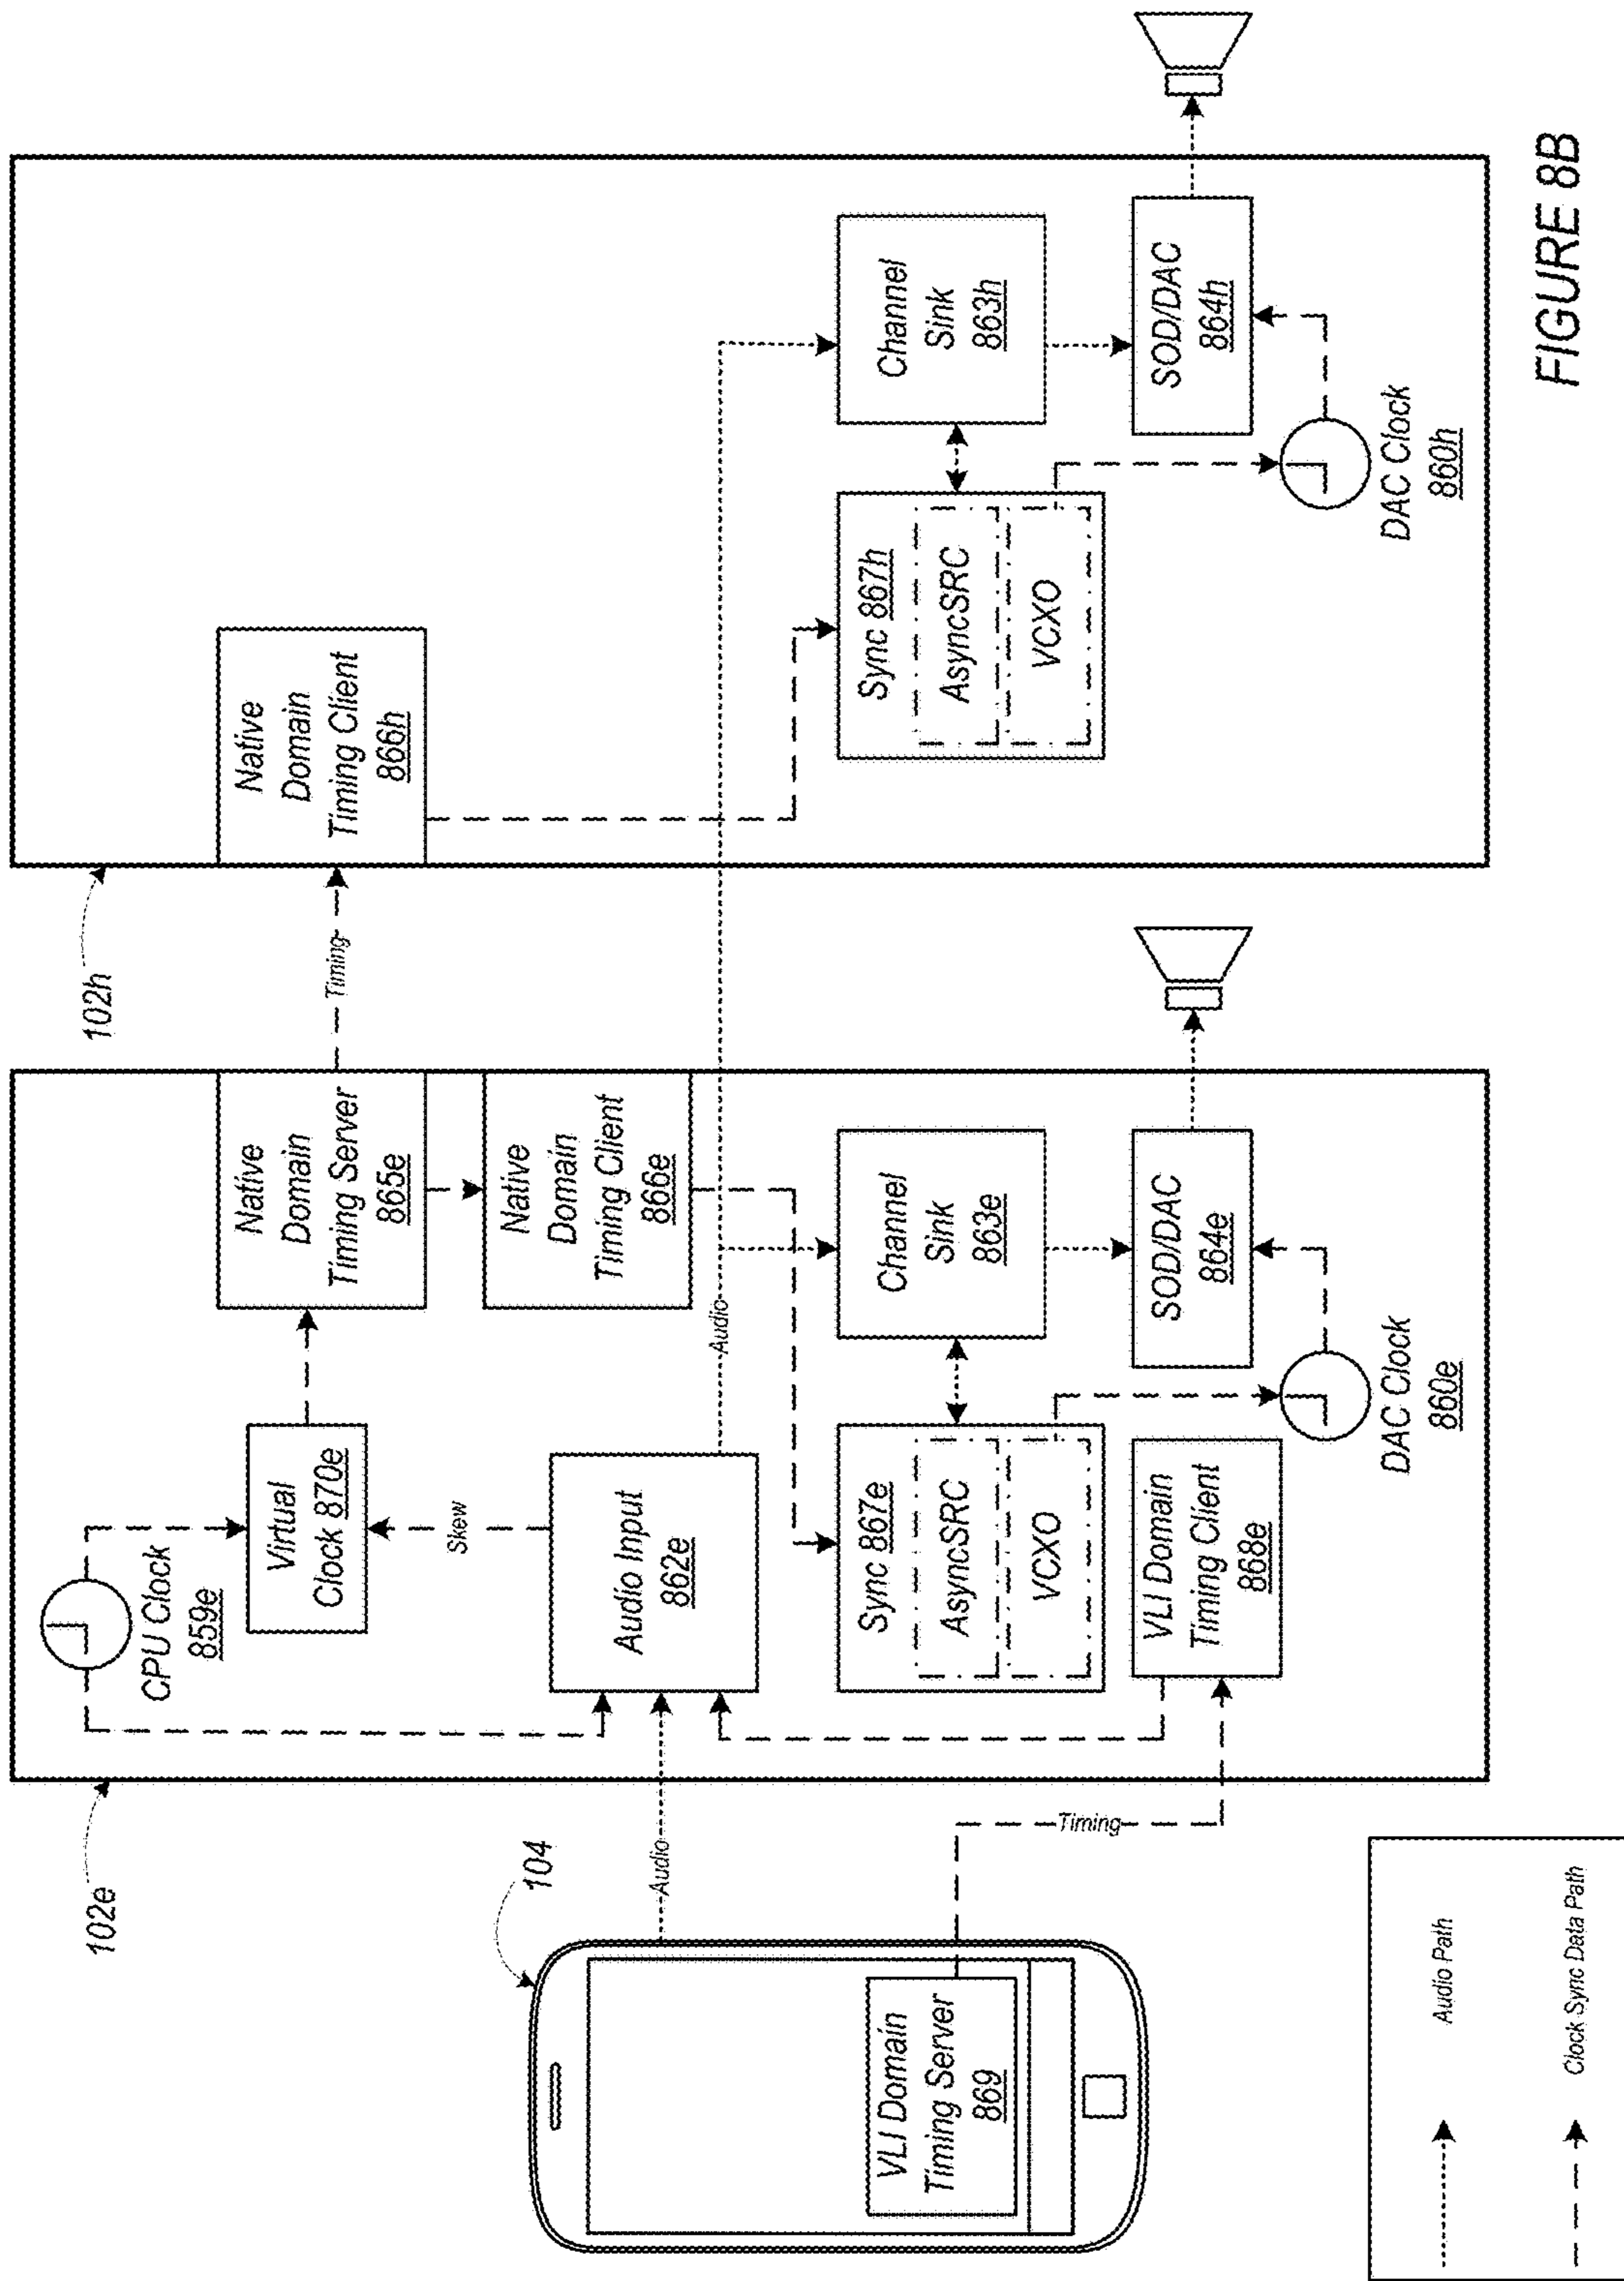 102e
102h
104
CPU Clock
859e
Virtual
Clock 870e
Native
Domain
Timing Server
865e
Timing
Native
Domain
Timing Client
866h
Native
Domain
Timing Client
866e
Skew
Audio
Audio Input
862e
Audio
Sync 867e
AsyncSRC
VCXO
Channel
Sink
863e
Sync 867h
AsyncSRC
VCXO
Channel
Sink
863h
VLI Domain
Timing Server
869
Timing
VLI Domain
Timing Client
868e
SOD/DAC
864e
SOD/DAC
864h
DAC Clock
860e
DAC Clock
860h
Audio Path
Clock Sync Data Path
FIGURE 8B